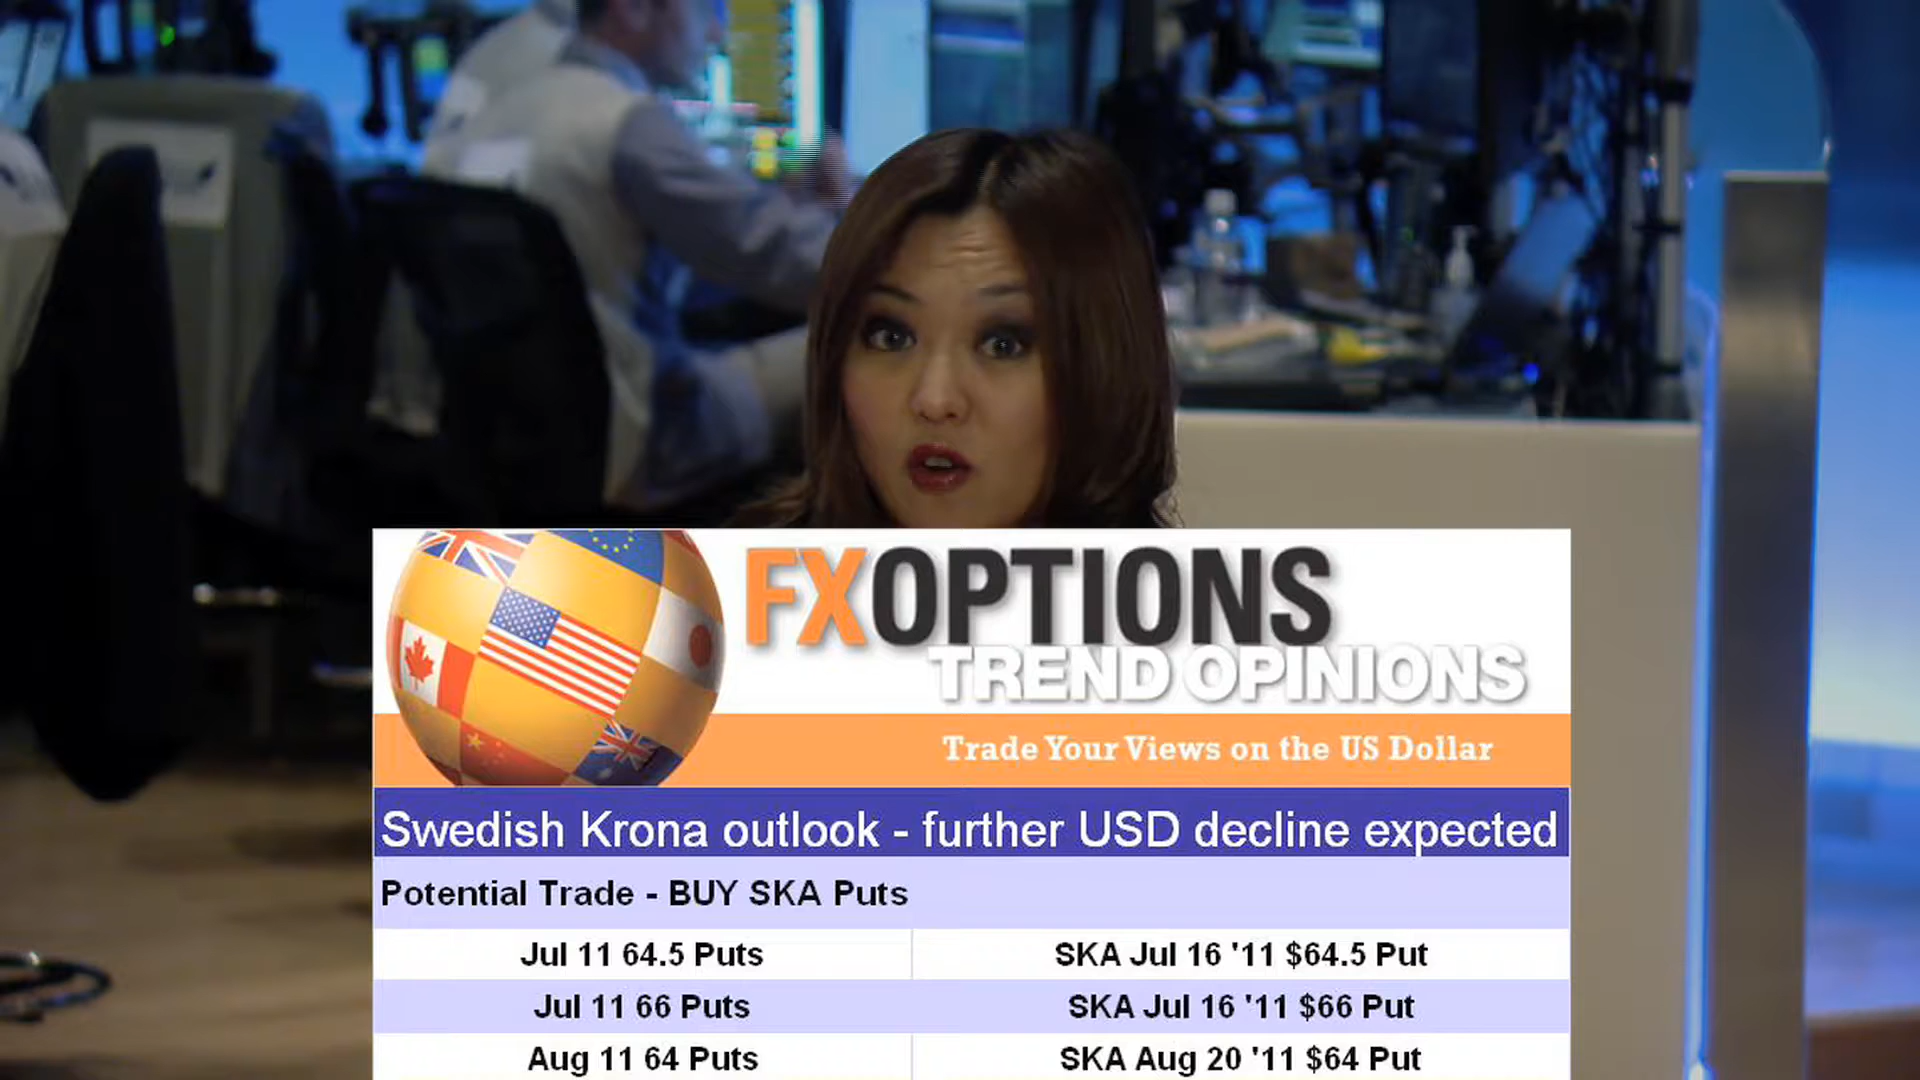 FXOPTIONS
TREND OPINIONS
Trade Your Views on the US Dollar
Swedish Krona outlook - further USD decline expected
Potential Trade - BUY SKA Puts
Jul 11 64.5 Puts SKA Jul 16 '11 $64.5 Put
Jul 11 66 Puts SKA Jul 16 '11 $66 Put
Aug 11 64 Puts SKA Aug 20 '11 $64 Put